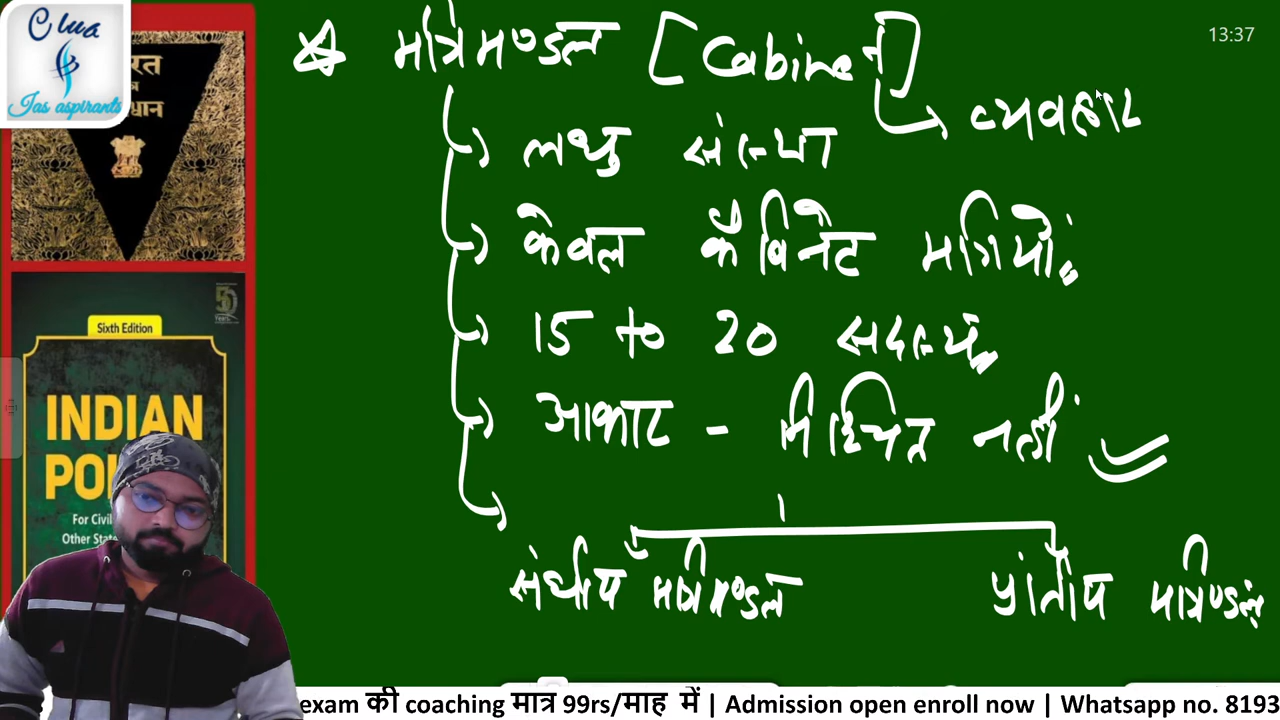 Clua
Ias aspirants
13:37
मंत्रिमण्डल [Cabinet]
व्यवहार
लघु संस्था
केवल कैबिनेट मंत्रियों
15 to 20 सदस्य
आकार - निश्चित नहीं
संघीय मंत्रिमण्डल
प्रांतीय मंत्रिमण्डल
Sixth Edition
INDIAN
POL
For Civil
Other State
exam की coaching मात्र 99rs/माह में | Admission open enroll now | Whatsapp no. 8193